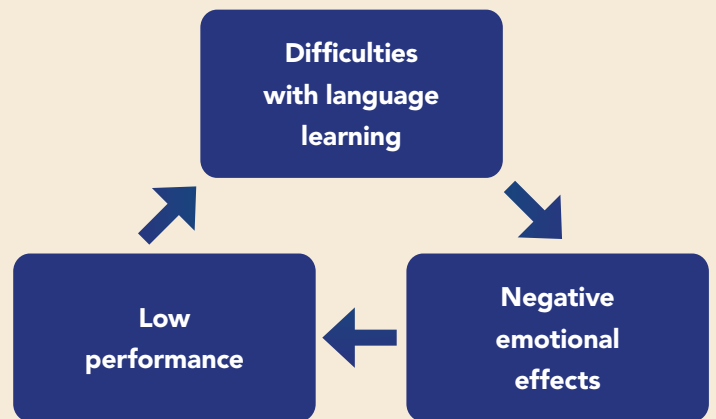 Difficulties
with language
learning
Negative
emotional
effects
Low
performance